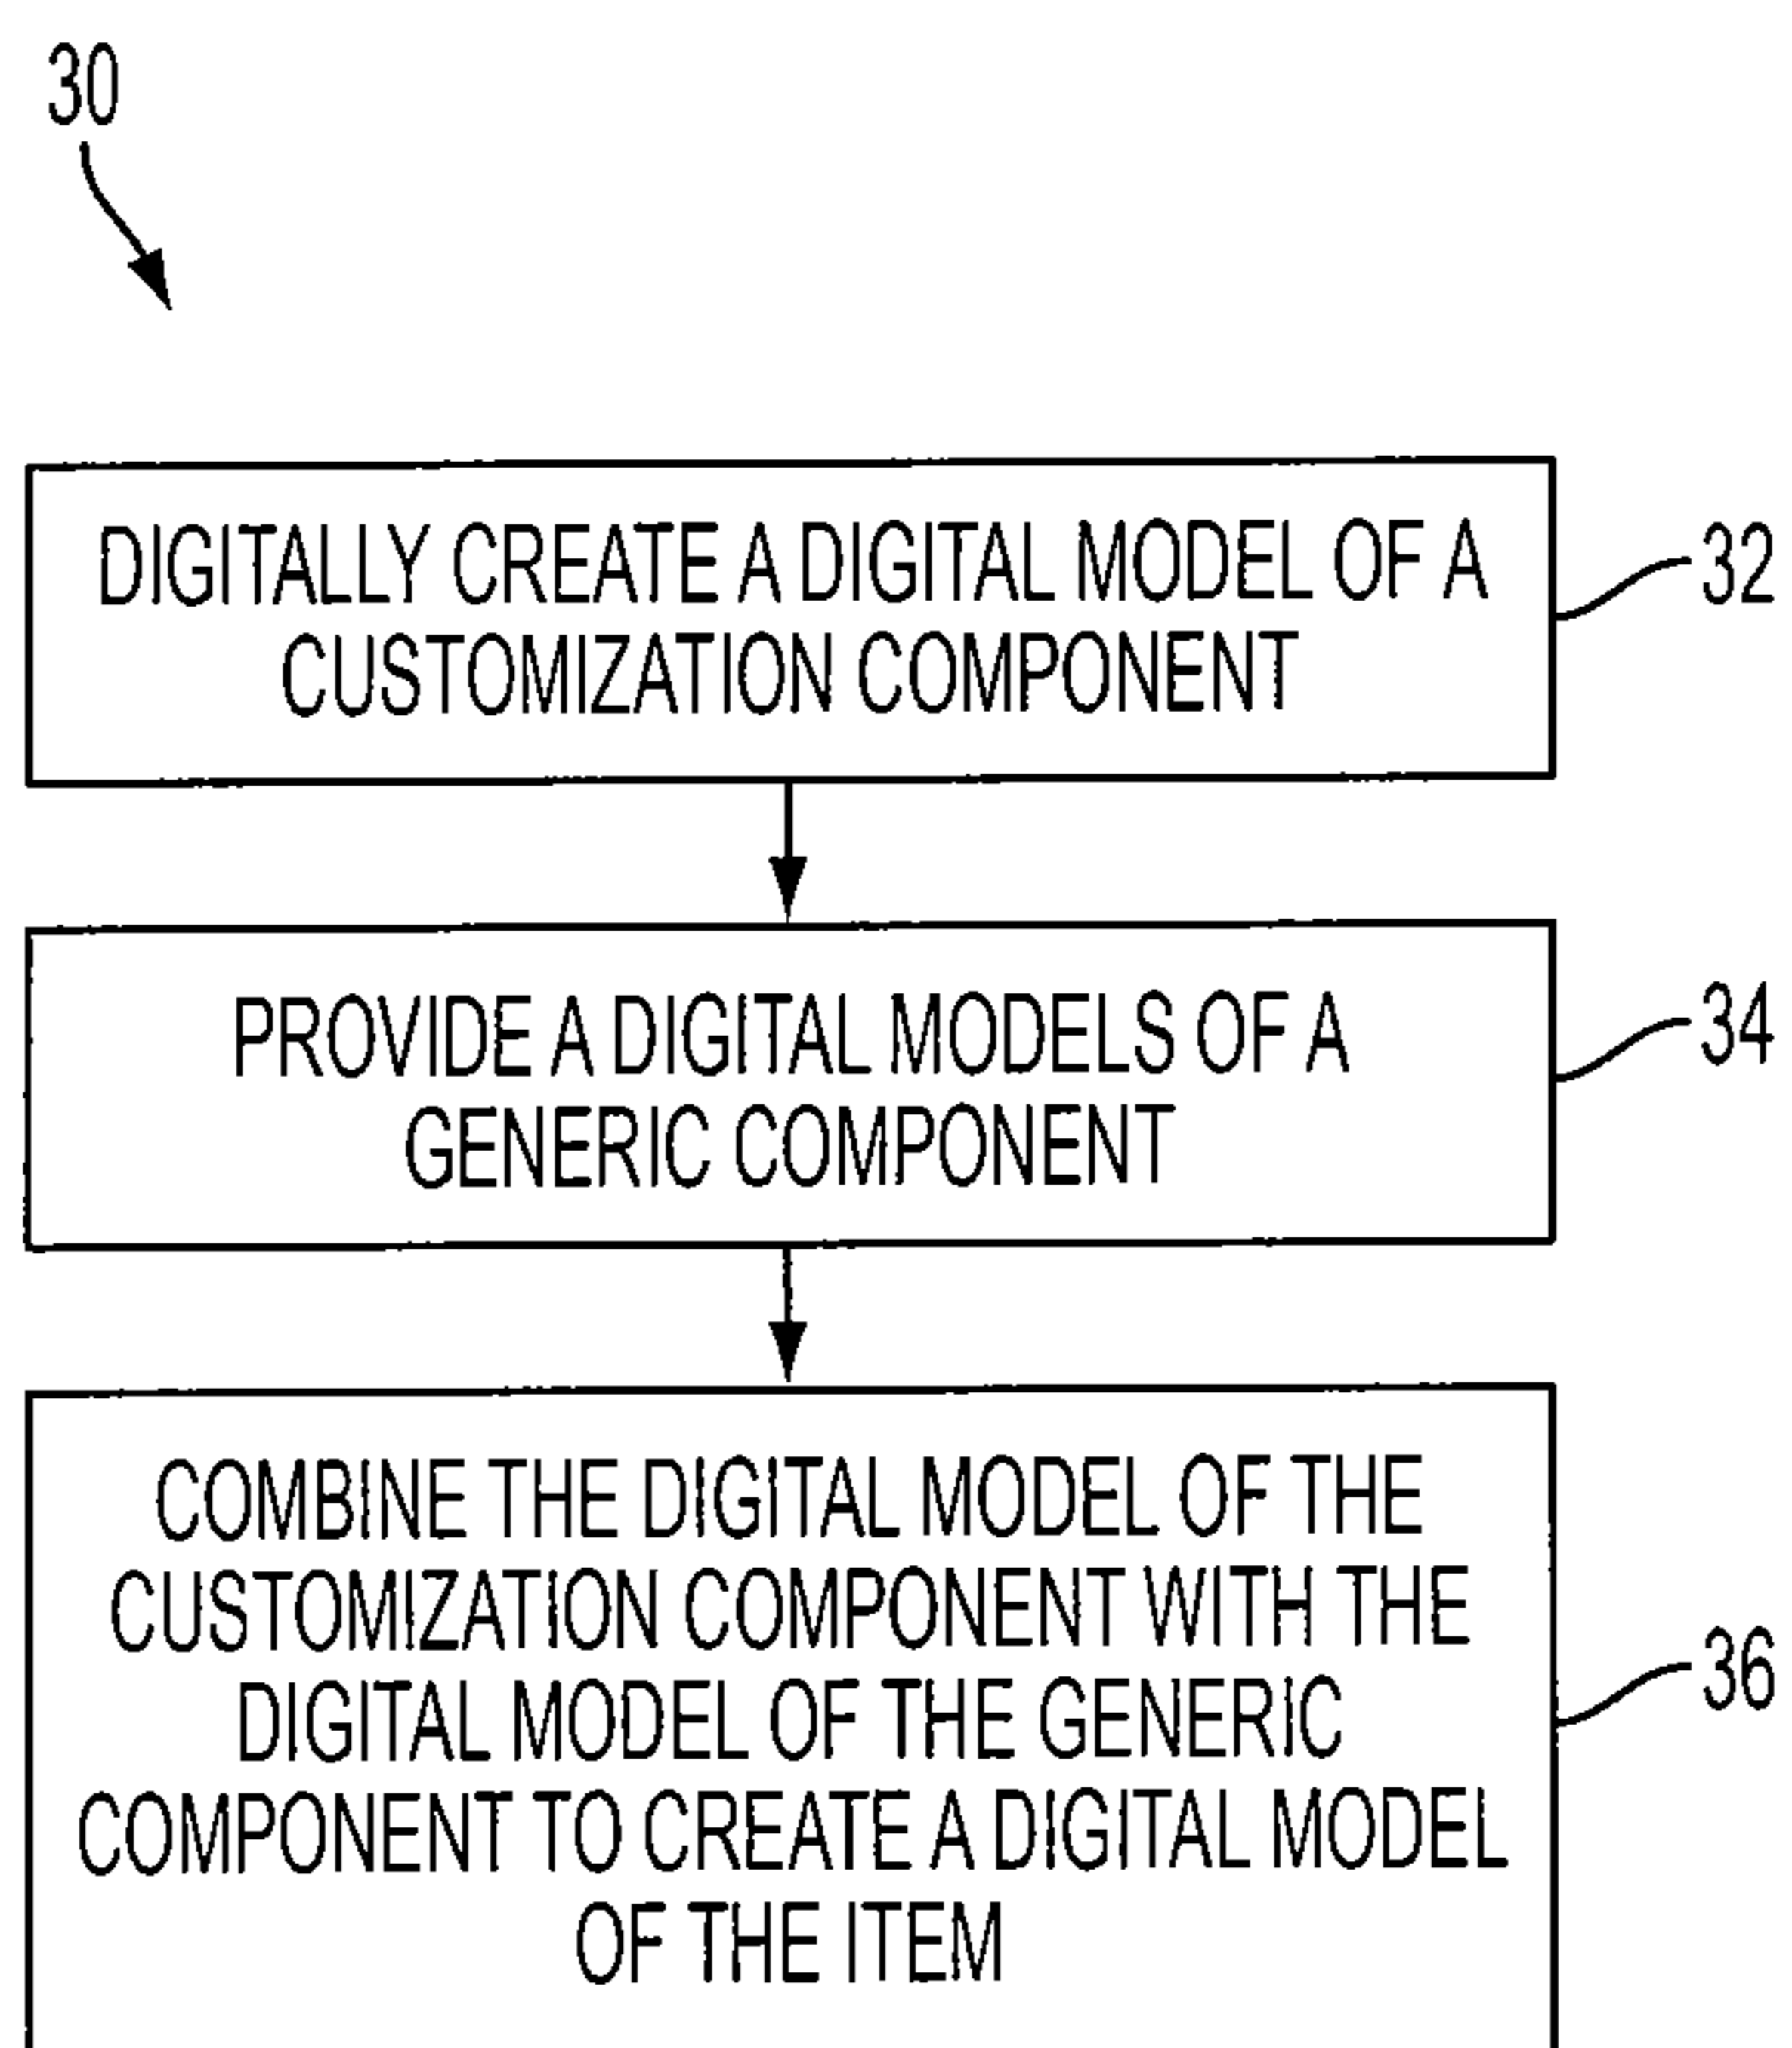 30
DIGITALLY CREATE A DIGITAL MODEL OF A
CUSTOMIZATION COMPONENT
32
PROVIDE A DIGITAL MODELS OF A
GENERIC COMPONENT
34
COMBINE THE DIGITAL MODEL OF THE
CUSTOMIZATION COMPONENT WITH THE
DIGITAL MODEL OF THE GENERIC
COMPONENT TO CREATE A DIGITAL MODEL
OF THE ITEM
36